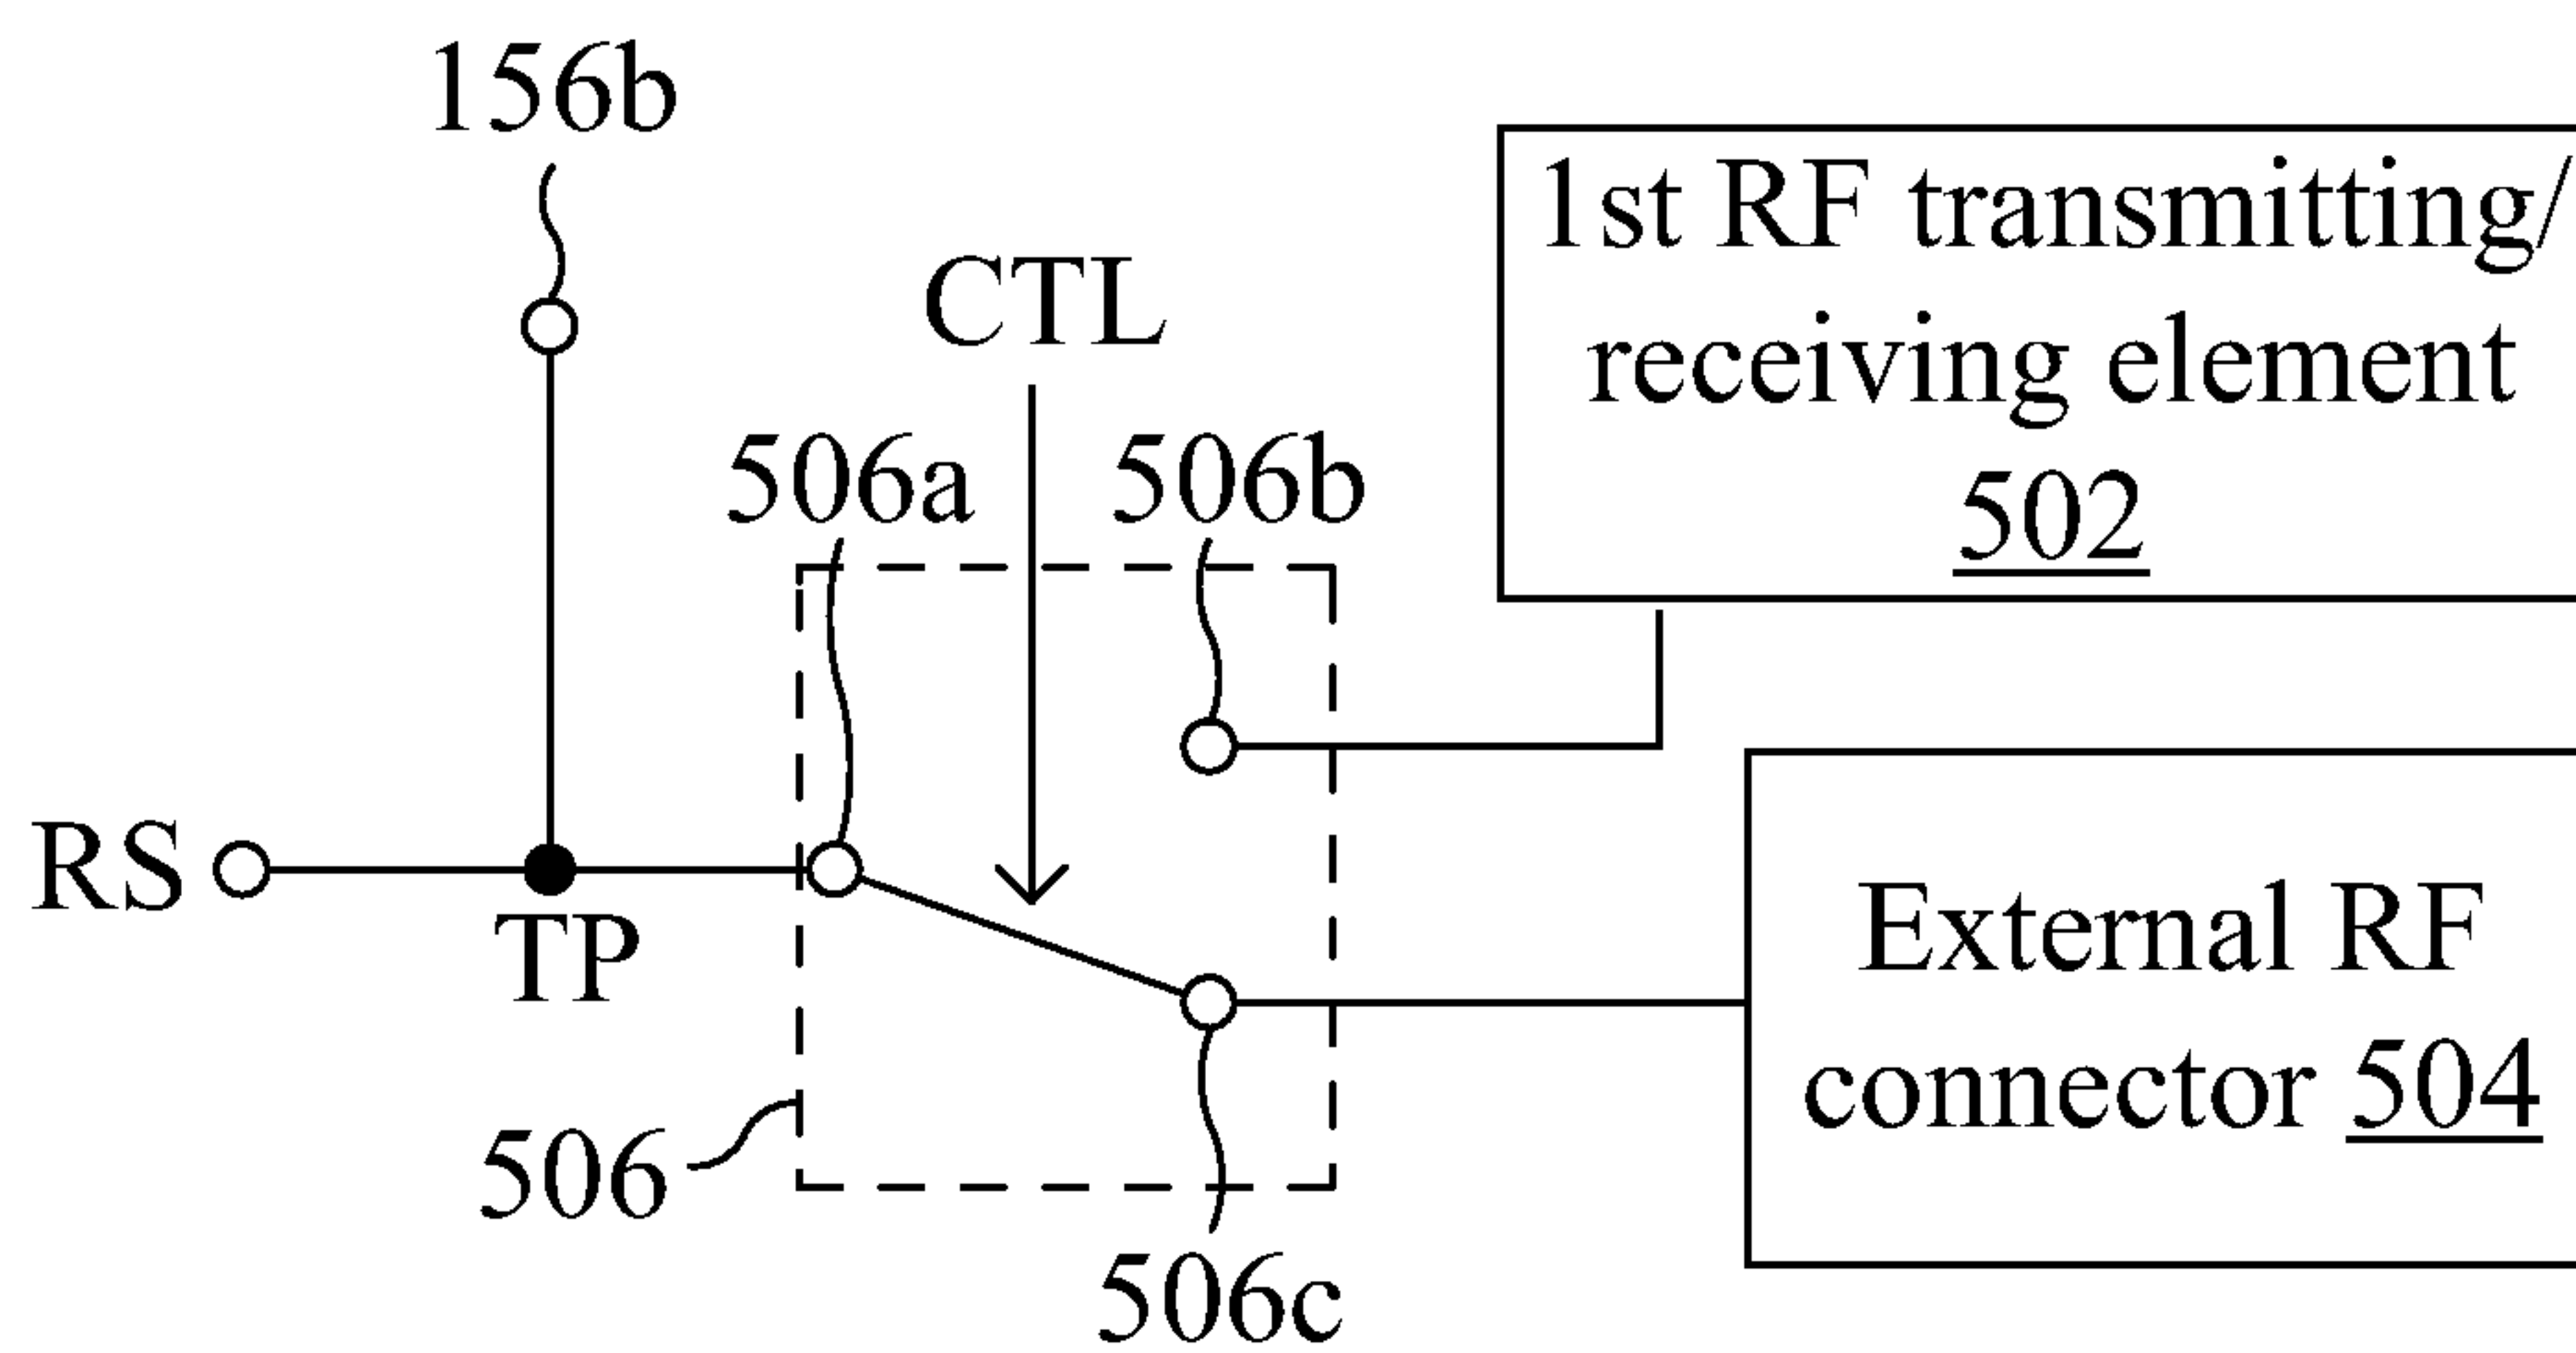 156b
1st RF transmitting/
receiving element
502
CTL
506a
506b
RS
TP
External RF
connector 504
506
506c